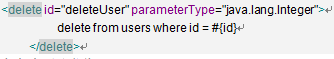 <delete id="deleteUser" parameterType="java.lang.Integer">
delete from users where id = #{id}
</delete>